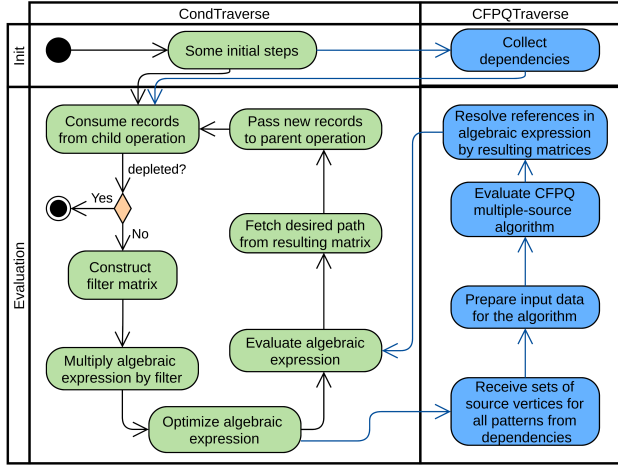 CondTraverse
CFPQTraverse
Init
Some initial steps
Collect
dependencies
Evaluation
Consume records
from child operation
depleted?
Yes
No
Construct
filter matrix
Multiply algebraic
expression by filter
Optimize algebraic
expression
Pass new records
to parent operation
Fetch desired path
from resulting matrix
Evaluate algebraic
expression
Resolve references in
algebraic expression
by resulting matrices
Evaluate CFPQ
multiple-source
algorithm
Prepare input data
for the algorithm
Receive sets of
source vertices for
all patterns from
dependencies